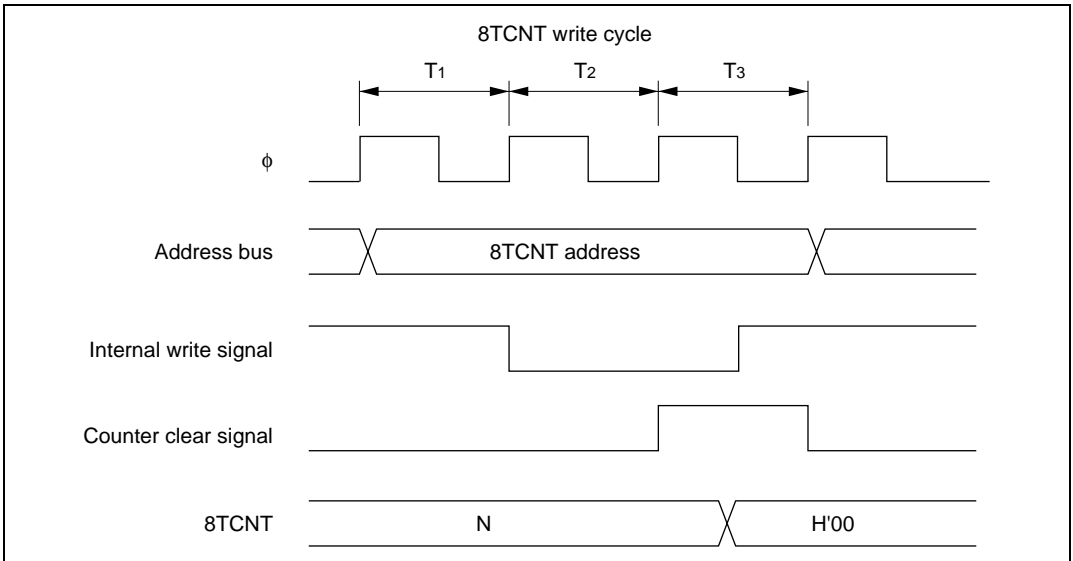 8TCNT write cycle
T1 T2 T3
φ
Address bus 8TCNT address
Internal write signal
Counter clear signal
8TCNT N H'00